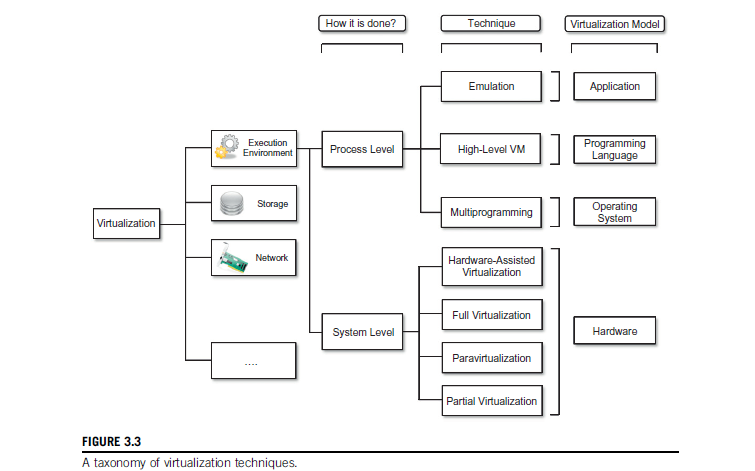 How it is done?
Technique
Virtualization Model
Emulation
Application
Execution
Environment
Process Level
High-Level VM
Programming
Language
Storage
Multiprogramming
Operating
System
Virtualization
Network
Hardware-Assisted
Virtualization
Full Virtualization
System Level
Hardware
Paravirtualization
....
Partial Virtualization
FIGURE 3.3
A taxonomy of virtualization techniques.